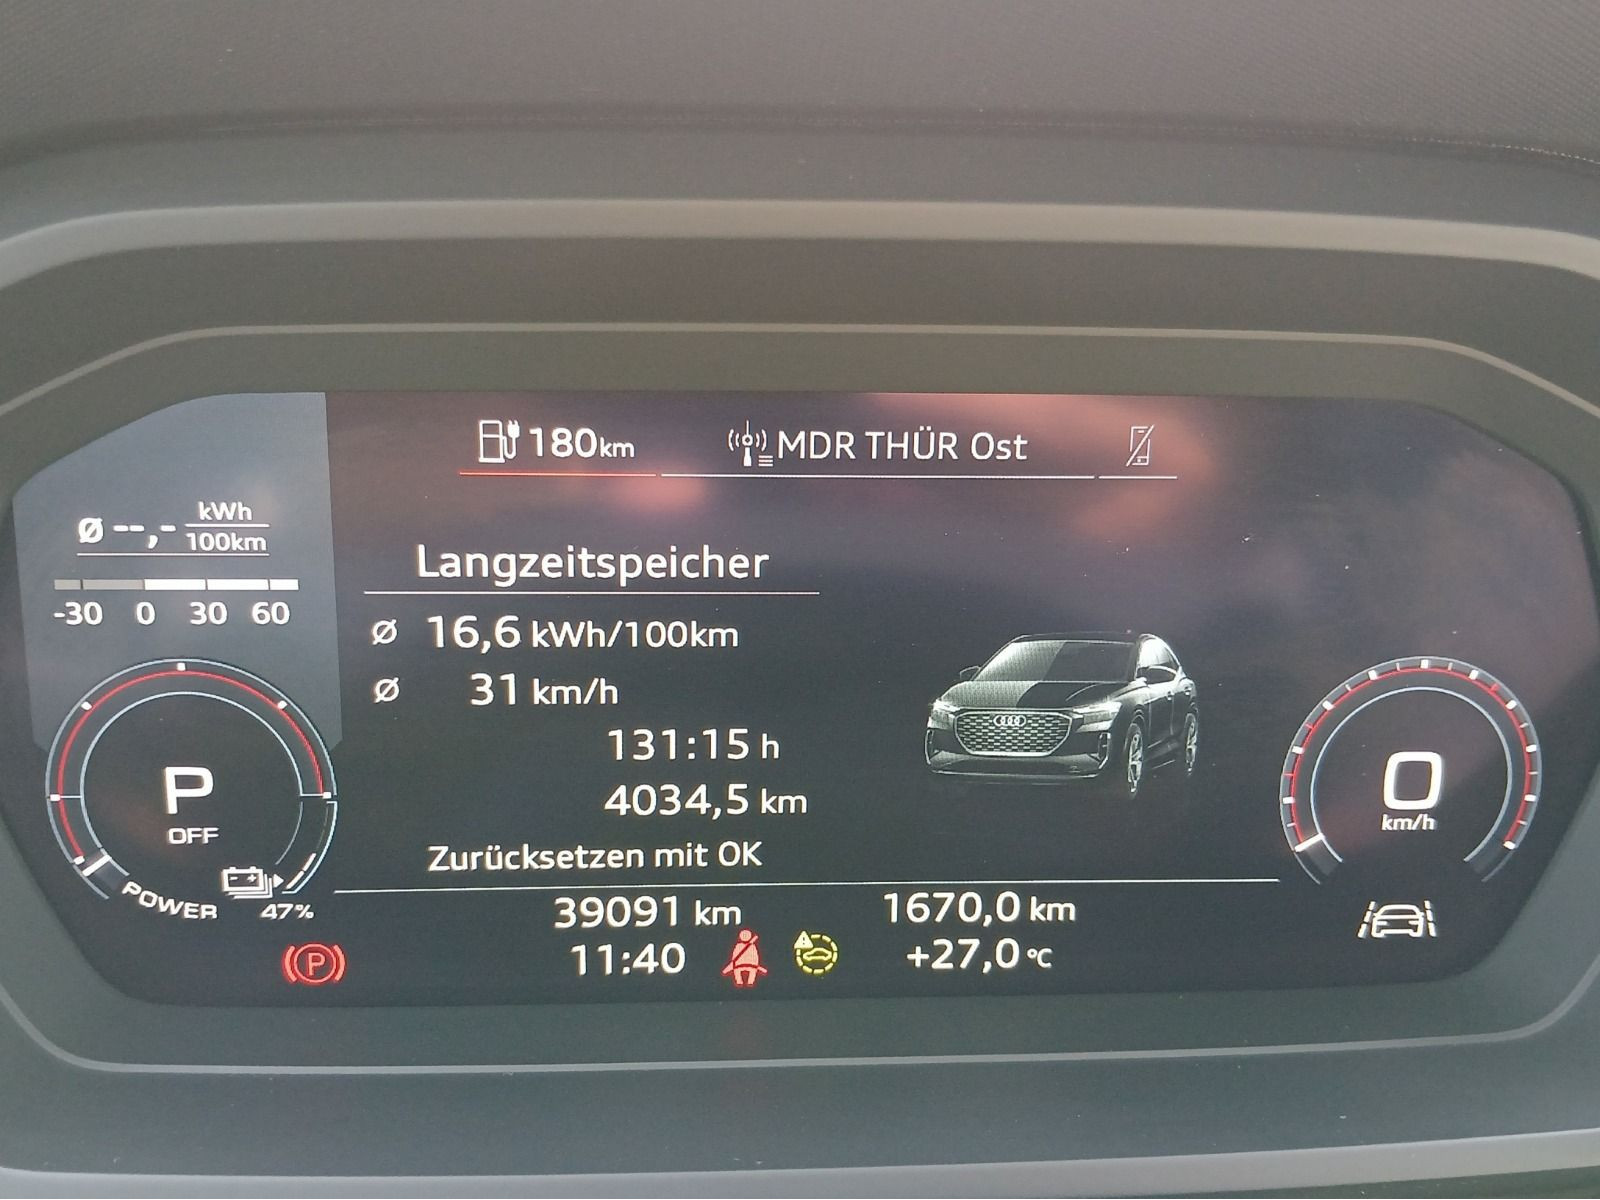 180 km
MDR THÜR Ost
Ø --,- kWh
100km
-30 0 30 60
Langzeitspeicher
Ø 16,6 kWh/100km
Ø 31 km/h
131:15 h
4034,5 km
Zurücksetzen mit OK
P
OFF
POWER
47%
0
km/h
39091 km
1670,0 km
P
11:40
+27,0 °C